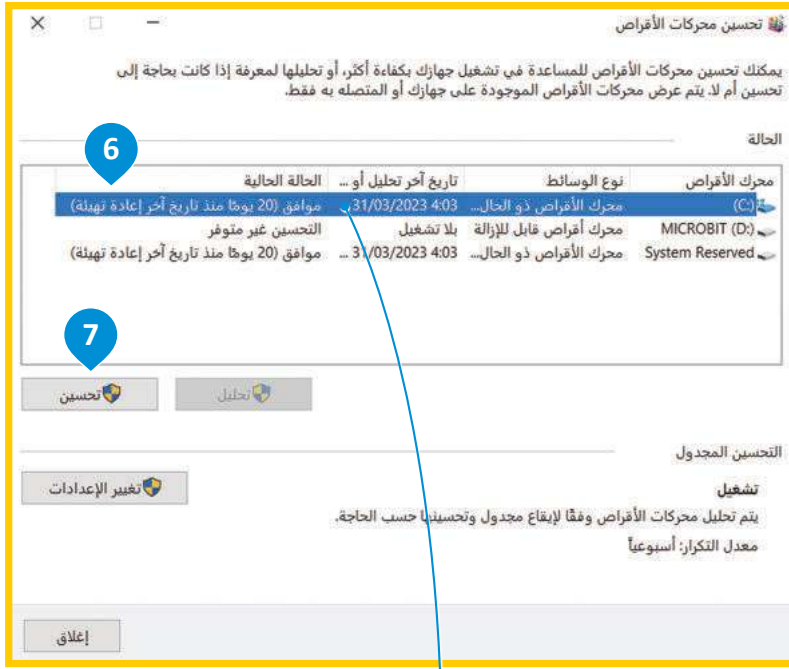 تحسين محركات الأقراص
يمكنك تحسين محركات الأقراص للمساعدة في تشغيل جهازك بكفاءة أكثر، أو تحليلها لمعرفة إذا كانت بحاجة إلى
تحسين أم لا. يتم عرض محركات الأقراص الموجودة على جهازك أو المتصله به فقط.
الحالة
6
محرك الأقراص نوع الوسائط تاريخ آخر تحليل أو ... الحالة الحالية
(C:) محرك الأقراص ذو الحال... 31/03/2023 4:03 ... موافق (20 يومًا منذ تاريخ آخر إعادة تهيئة)
MICROBIT (D:) محرك أقراص قابل للإزالة بلا تشغيل التحسين غير متوفر
System Reserved محرك الأقراص ذو الحال... 31/03/2023 4:03 ... موافق (20 يومًا منذ تاريخ آخر إعادة تهيئة)
7
تحليل تحسين
التحسين المجدول
تشغيل تغيير الإعدادات
يتم تحليل محركات الأقراص وفقًا لإيقاع مجدول وتحسينها حسب الحاجة.
معدل التكرار: أسبوعياً
إغلاق